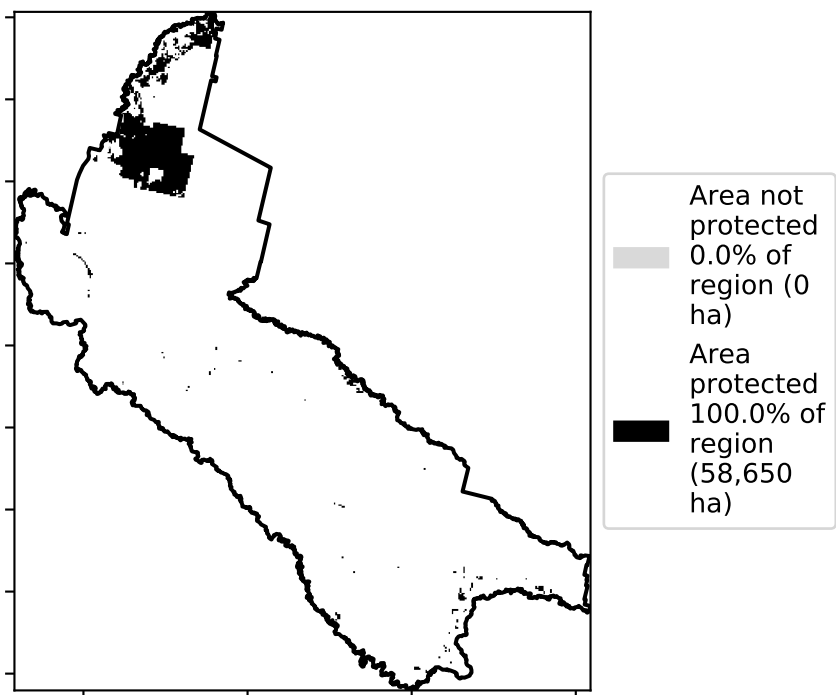 Area not
protected
0.0% of
region (0
ha)
Area
protected
100.0% of
region
(58,650
ha)